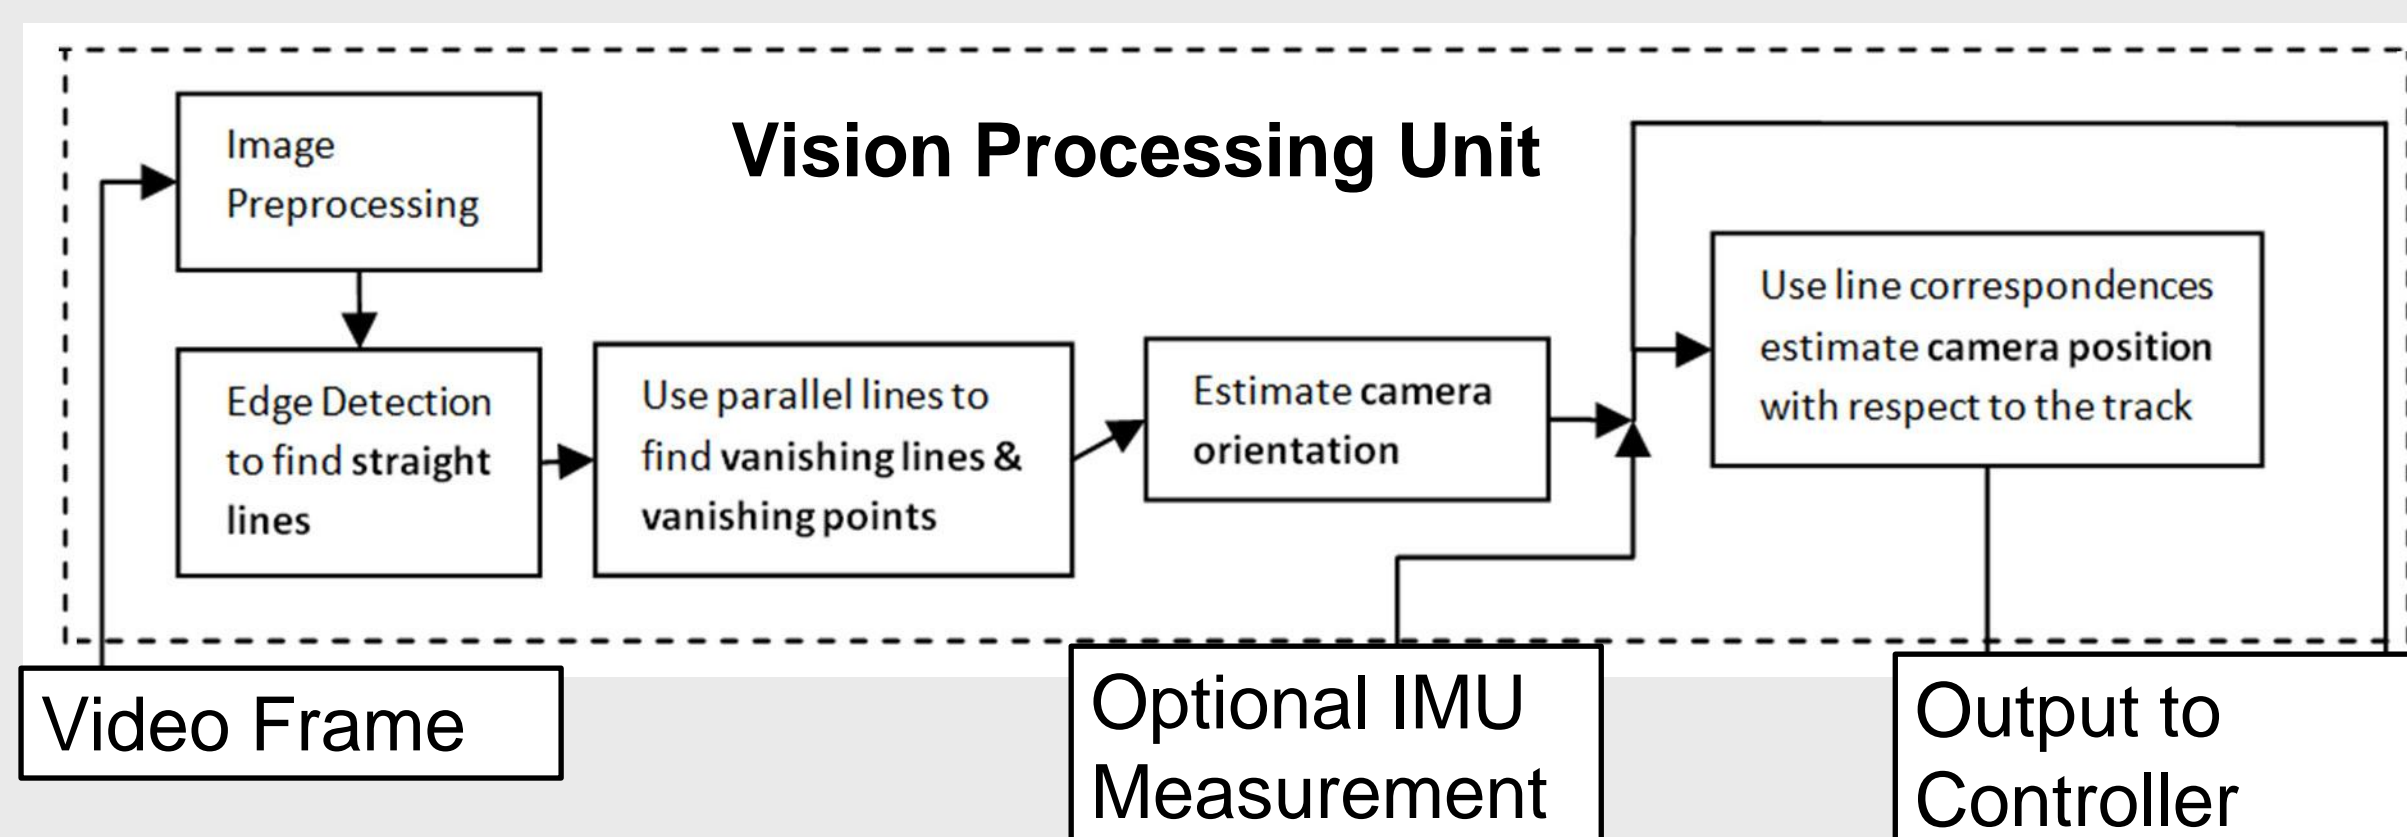 Vision Processing Unit
Image
Preprocessing
Edge Detection
to find straight
lines
Use parallel lines to
find vanishing lines &
vanishing points
Estimate camera
orientation
Use line correspondences
estimate camera position
with respect to the track
Video Frame
Optional IMU
Measurement
Output to
Controller